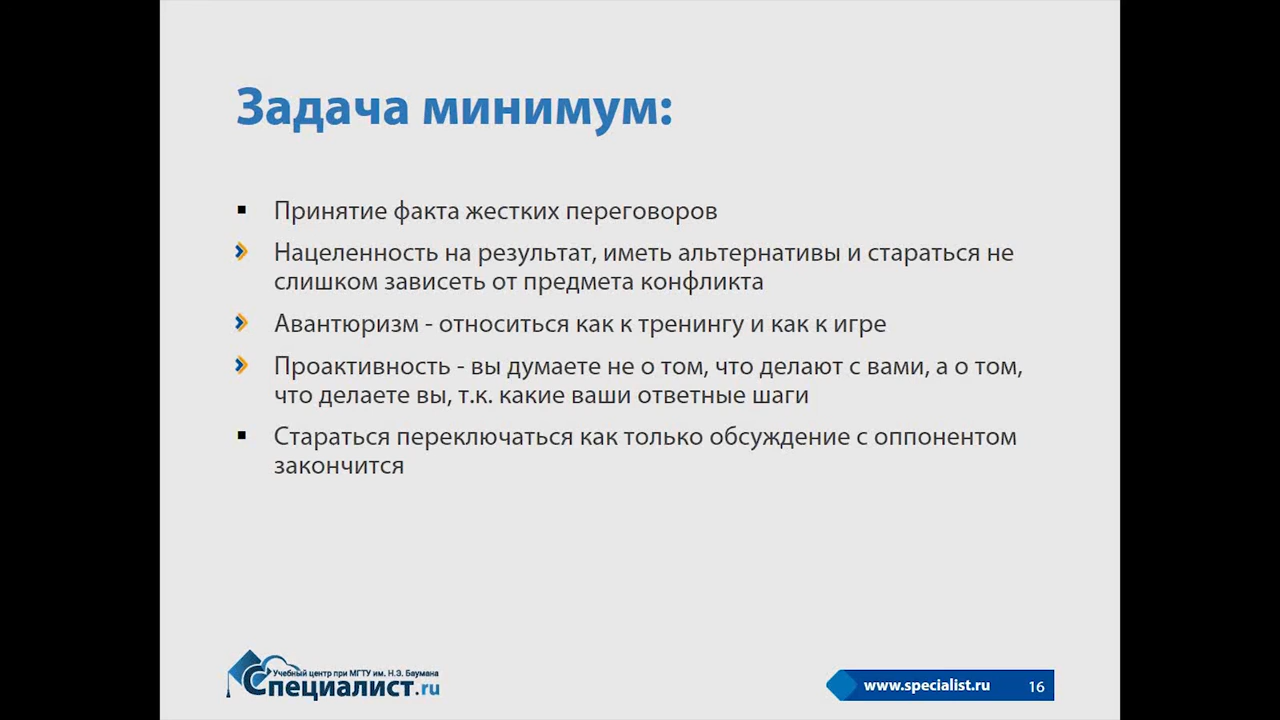 Задача минимум:
Принятие факта жестких переговоров
Нацеленность на результат, иметь альтернативы и стараться не
слишком зависеть от предмета конфликта
Авантюризм - относиться как к тренингу и как к игре
Проактивность - вы думаете не о том, что делают с вами, а о том,
что делаете вы, т.к. какие ваши ответные шаги
Стараться переключаться как только обсуждение с оппонентом
закончится
Учебный центр при МГТУ им. Н.Э. Баумана
Специалист.ru
www.specialist.ru 16